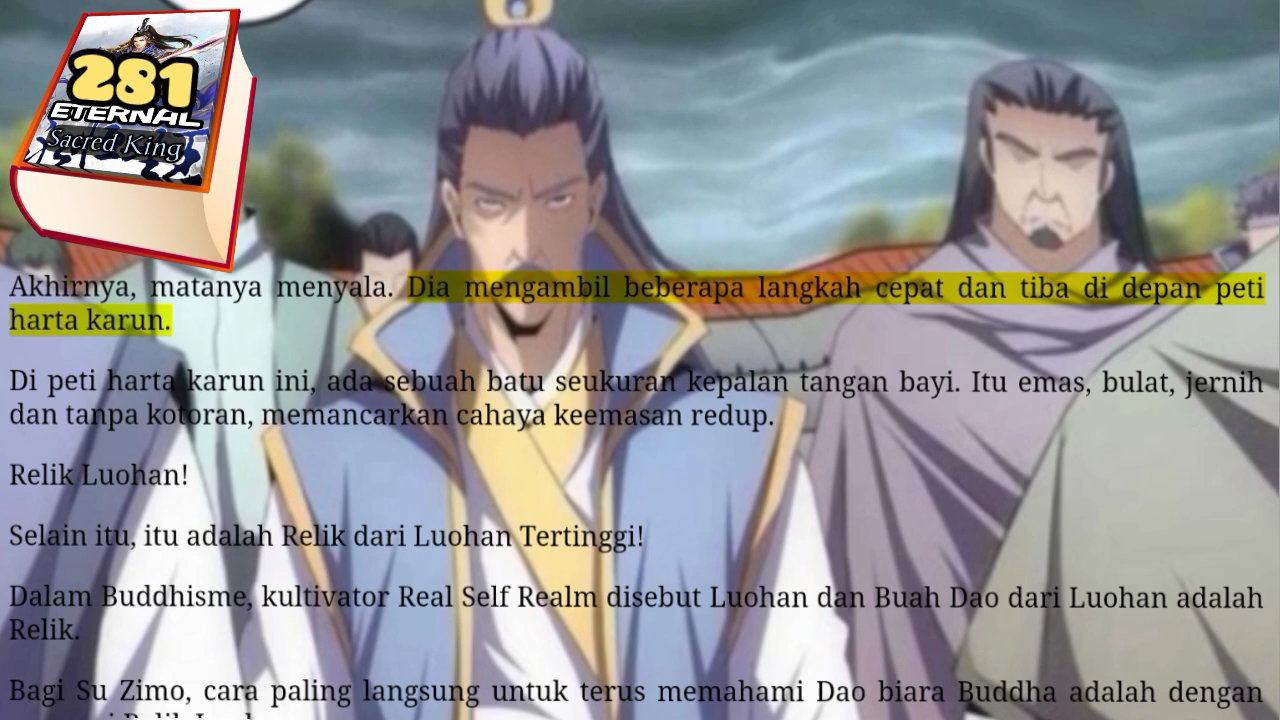 281
ETERNAL
Sacred King
Akhirnya, matanya menyala. Dia mengambil beberapa langkah cepat dan tiba di depan peti
harta karun.
Di peti harta karun ini, ada sebuah batu seukuran kepalan tangan bayi. Itu emas, bulat, jernih
dan tanpa kotoran, memancarkan cahaya keemasan redup.
Relik Luohan!
Selain itu, itu adalah Relik dari Luohan Tertinggi!
Dalam Buddhisme, kultivator Real Self Realm disebut Luohan dan Buah Dao dari Luohan adalah
Relik.
Bagi Su Zimo, cara paling langsung untuk terus memahami Dao biara Buddha adalah dengan